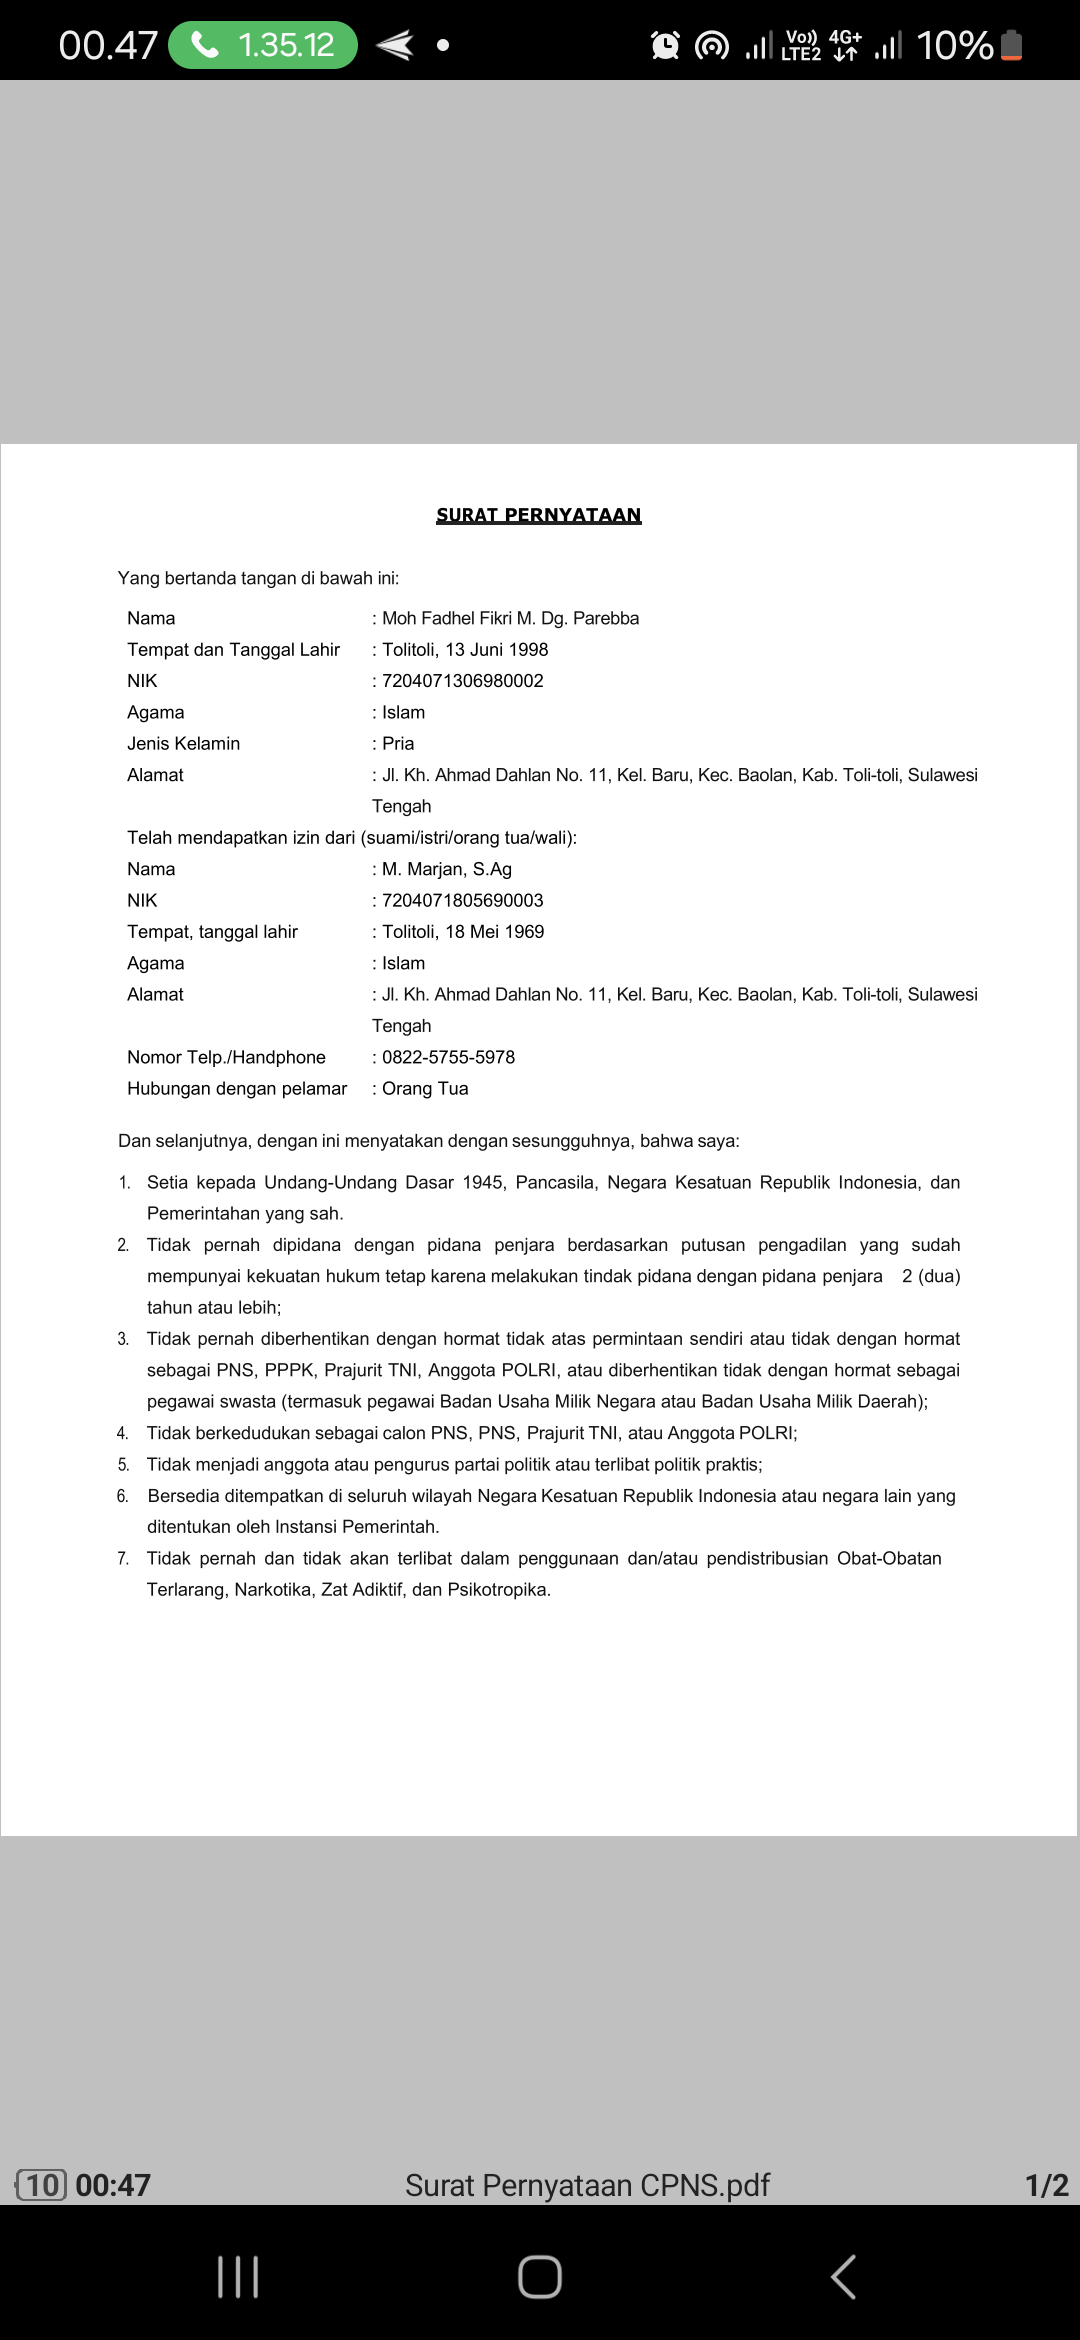 00.47 1.35.12 Vo)) LTE2 4G+ 10%
SURAT PERNYATAAN
Yang bertanda tangan di bawah ini:
Nama : Moh Fadhel Fikri M. Dg. Parebba
Tempat dan Tanggal Lahir : Tolitoli, 13 Juni 1998
NIK : 7204071306980002
Agama : Islam
Jenis Kelamin : Pria
Alamat : Jl. Kh. Ahmad Dahlan No. 11, Kel. Baru, Kec. Baolan, Kab. Toli-toli, Sulawesi
Tengah
Telah mendapatkan izin dari (suami/istri/orang tua/wali):
Nama : M. Marjan, S.Ag
NIK : 7204071805690003
Tempat, tanggal lahir : Tolitoli, 18 Mei 1969
Agama : Islam
Alamat : Jl. Kh. Ahmad Dahlan No. 11, Kel. Baru, Kec. Baolan, Kab. Toli-toli, Sulawesi
Tengah
Nomor Telp./Handphone : 0822-5755-5978
Hubungan dengan pelamar : Orang Tua
Dan selanjutnya, dengan ini menyatakan dengan sesungguhnya, bahwa saya:
1. Setia kepada Undang-Undang Dasar 1945, Pancasila, Negara Kesatuan Republik Indonesia, dan
Pemerintahan yang sah.
2. Tidak pernah dipidana dengan pidana penjara berdasarkan putusan pengadilan yang sudah
mempunyai kekuatan hukum tetap karena melakukan tindak pidana dengan pidana penjara 2 (dua)
tahun atau lebih;
3. Tidak pernah diberhentikan dengan hormat tidak atas permintaan sendiri atau tidak dengan hormat
sebagai PNS, PPPK, Prajurit TNI, Anggota POLRI, atau diberhentikan tidak dengan hormat sebagai
pegawai swasta (termasuk pegawai Badan Usaha Milik Negara atau Badan Usaha Milik Daerah);
4. Tidak berkedudukan sebagai calon PNS, PNS, Prajurit TNI, atau Anggota POLRI;
5. Tidak menjadi anggota atau pengurus partai politik atau terlibat politik praktis;
6. Bersedia ditempatkan di seluruh wilayah Negara Kesatuan Republik Indonesia atau negara lain yang
ditentukan oleh Instansi Pemerintah.
7. Tidak pernah dan tidak akan terlibat dalam penggunaan dan/atau pendistribusian Obat-Obatan
Terlarang, Narkotika, Zat Adiktif, dan Psikotropika.
10 00:47 Surat Pernyataan CPNS.pdf 1/2